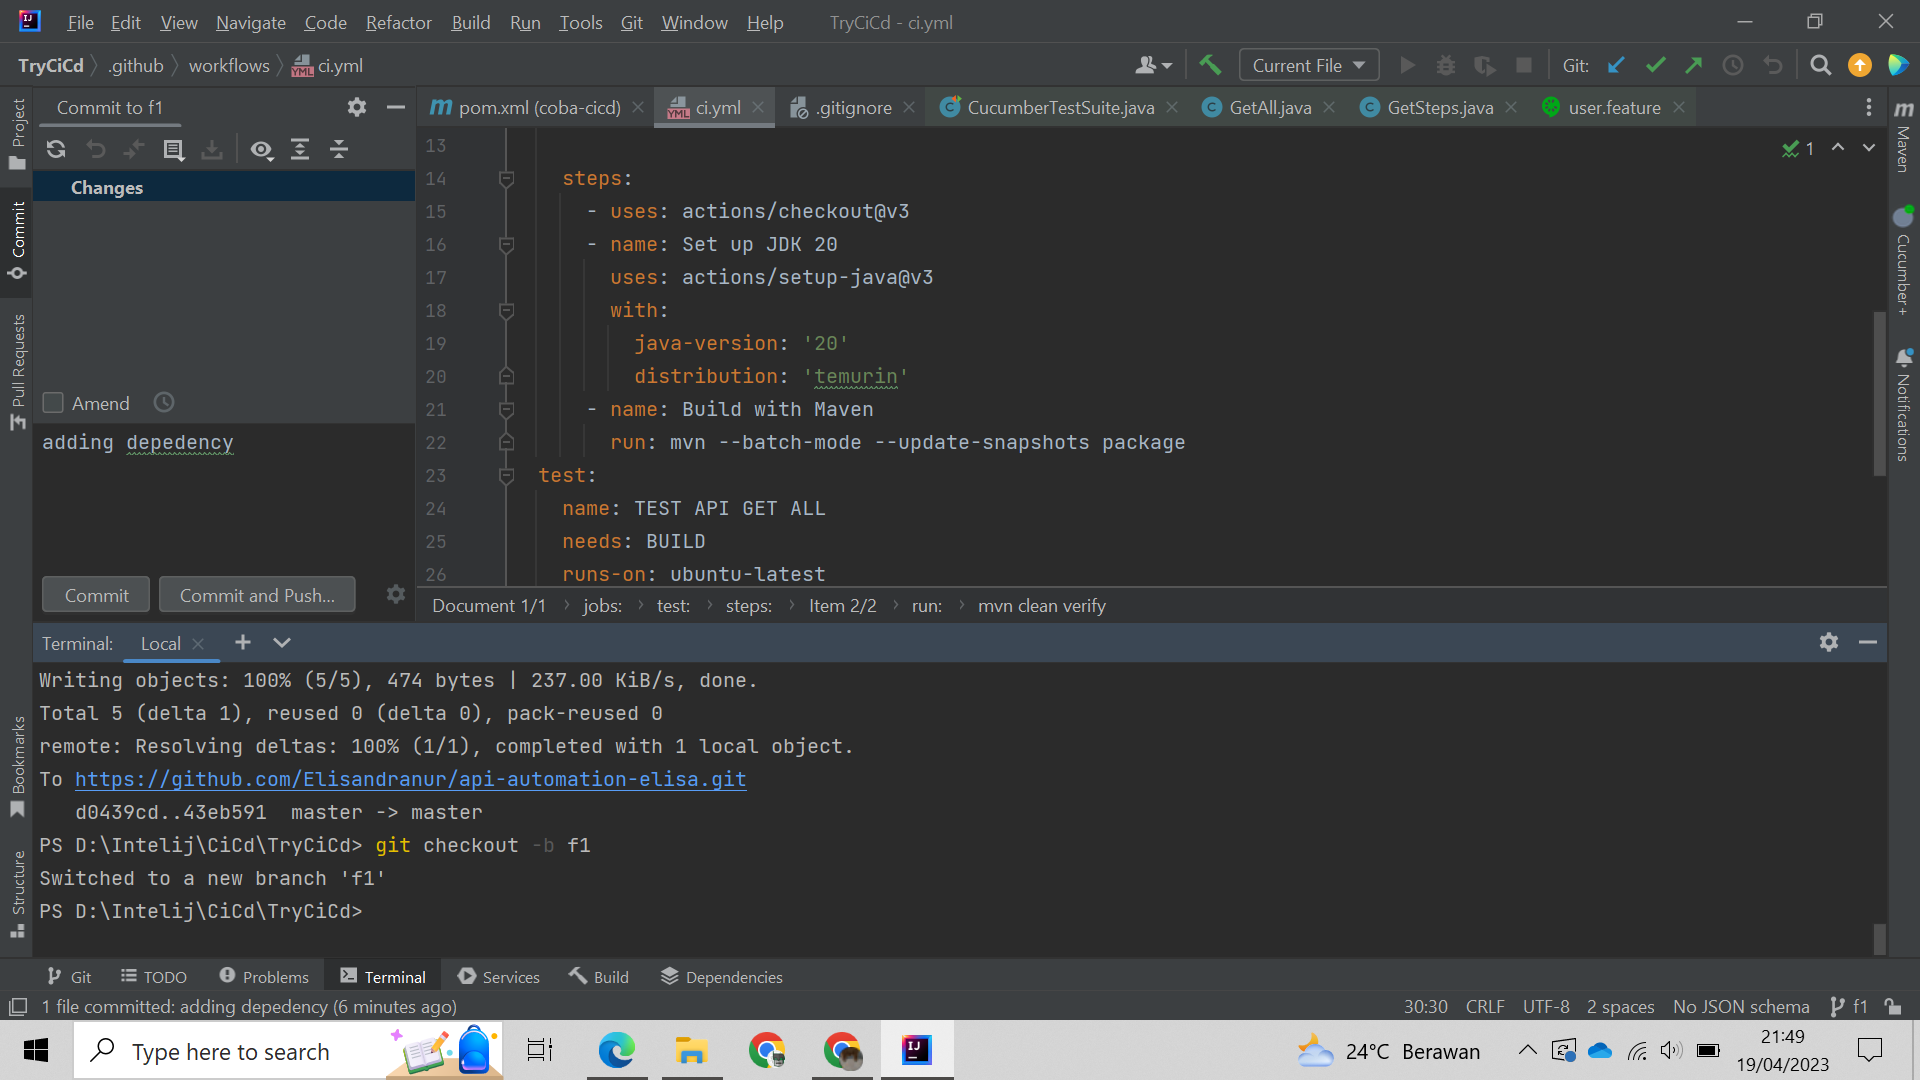 File Edit View Navigate Code Refactor Build Run Tools Git Window Help TryCiCd - ci.yml
TryCiCd .github workflows ci.yml Current File Git:
Commit to f1
pom.xml (coba-cicd) ci.yml .gitignore CucumberTestSuite.java GetAll.java GetSteps.java user.feature
Project
Commit
Pull Requests
Bookmarks
Structure
Maven
Cucumber+
Notifications
Changes
Amend
adding depedency
Commit Commit and Push...
1
13
14 steps:
15 - uses: actions/checkout@v3
16 - name: Set up JDK 20
17 uses: actions/setup-java@v3
18 with:
19 java-version: '20'
20 distribution: 'temurin'
21 - name: Build with Maven
22 run: mvn --batch-mode --update-snapshots package
23 test:
24 name: TEST API GET ALL
25 needs: BUILD
26 runs-on: ubuntu-latest
Document 1/1 jobs: test: steps: Item 2/2 run: mvn clean verify
Terminal: Local
Writing objects: 100% (5/5), 474 bytes | 237.00 KiB/s, done.
Total 5 (delta 1), reused 0 (delta 0), pack-reused 0
remote: Resolving deltas: 100% (1/1), completed with 1 local object.
To https://github.com/Elisandranur/api-automation-elisa.git
d0439cd..43eb591 master -> master
PS D:\Intelij\CiCd\TryCiCd> git checkout -b f1
Switched to a new branch 'f1'
PS D:\Intelij\CiCd\TryCiCd>
Git TODO Problems Terminal Services Build Dependencies
1 file committed: adding depedency (6 minutes ago) 30:30 CRLF UTF-8 2 spaces No JSON schema f1
Type here to search 24°C Berawan 21:49
19/04/2023